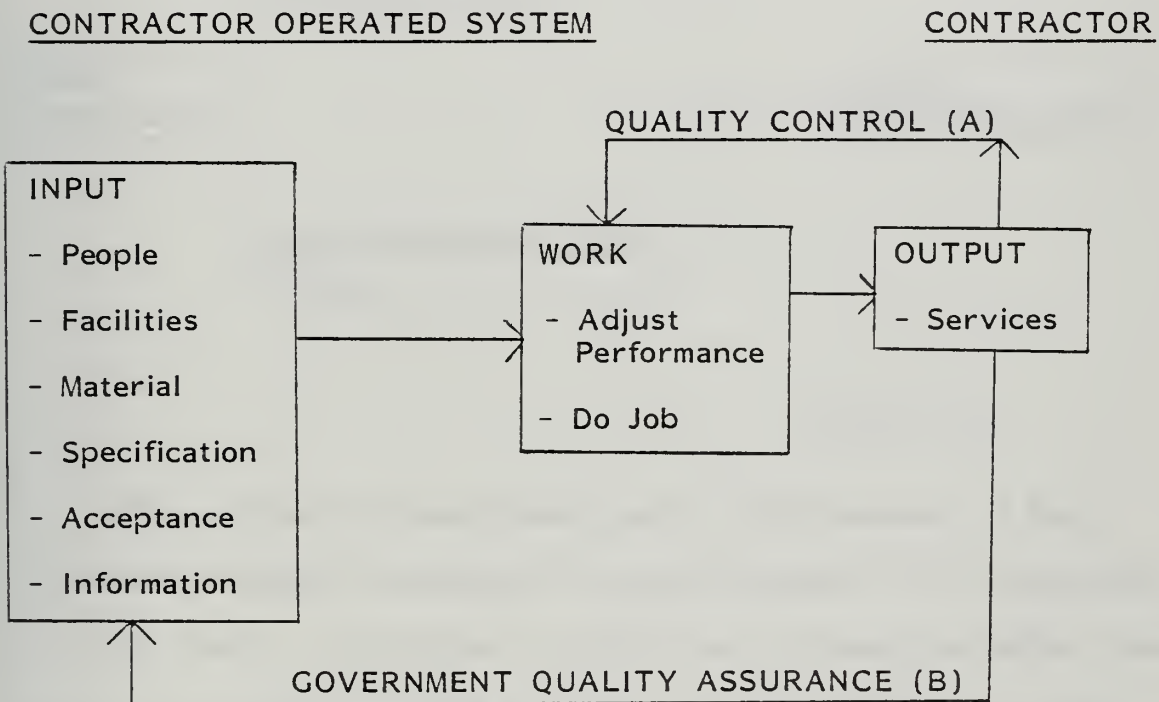 CONTRACTOR OPERATED SYSTEM
CONTRACTOR
QUALITY CONTROL (A)
INPUT
- People
- Facilities
- Material
- Specification
- Acceptance
- Information
WORK
- Adjust
Performance
- Do Job
OUTPUT
- Services
GOVERNMENT QUALITY ASSURANCE (B)